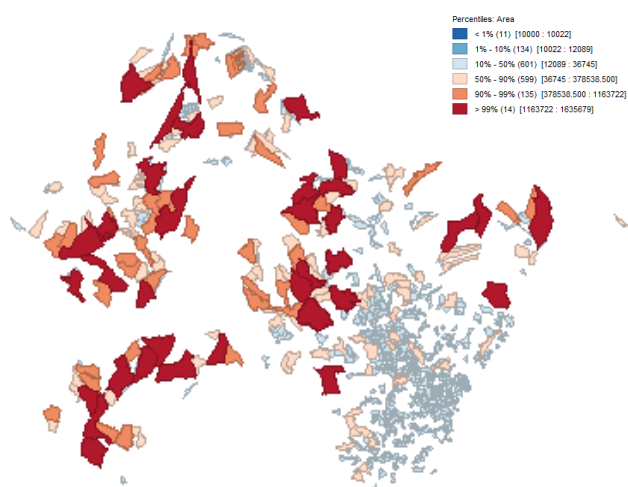 Percentiles: Area
< 1% (11) [10000 : 10022]
1% - 10% (134) [10022 : 12089]
10% - 50% (601) [12089 : 36745]
50% - 90% (599) [36745 : 378538.500]
90% - 99% (135) [378538.500 : 1163722]
> 99% (14) [1163722 : 1635679]